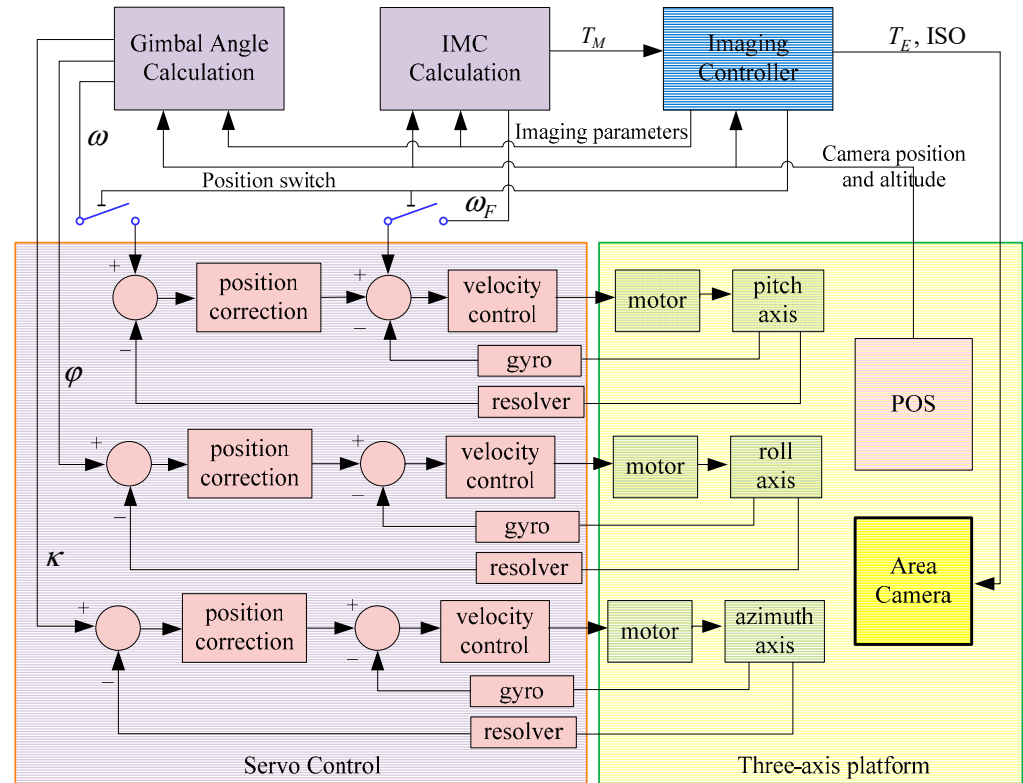 Gimbal Angle
Calculation
IMC
Calculation
T_M
Imaging
Controller
T_E, ISO
ω
Imaging parameters
Camera position
and altitude
Position switch
ω_F
+
position
correction
+
velocity
control
motor
pitch
axis
−
−
gyro
resolver
φ
POS
+
position
correction
+
velocity
control
motor
roll
axis
−
−
gyro
resolver
κ
Area
Camera
+
position
correction
+
velocity
control
motor
azimuth
axis
−
−
gyro
resolver
Servo Control
Three-axis platform